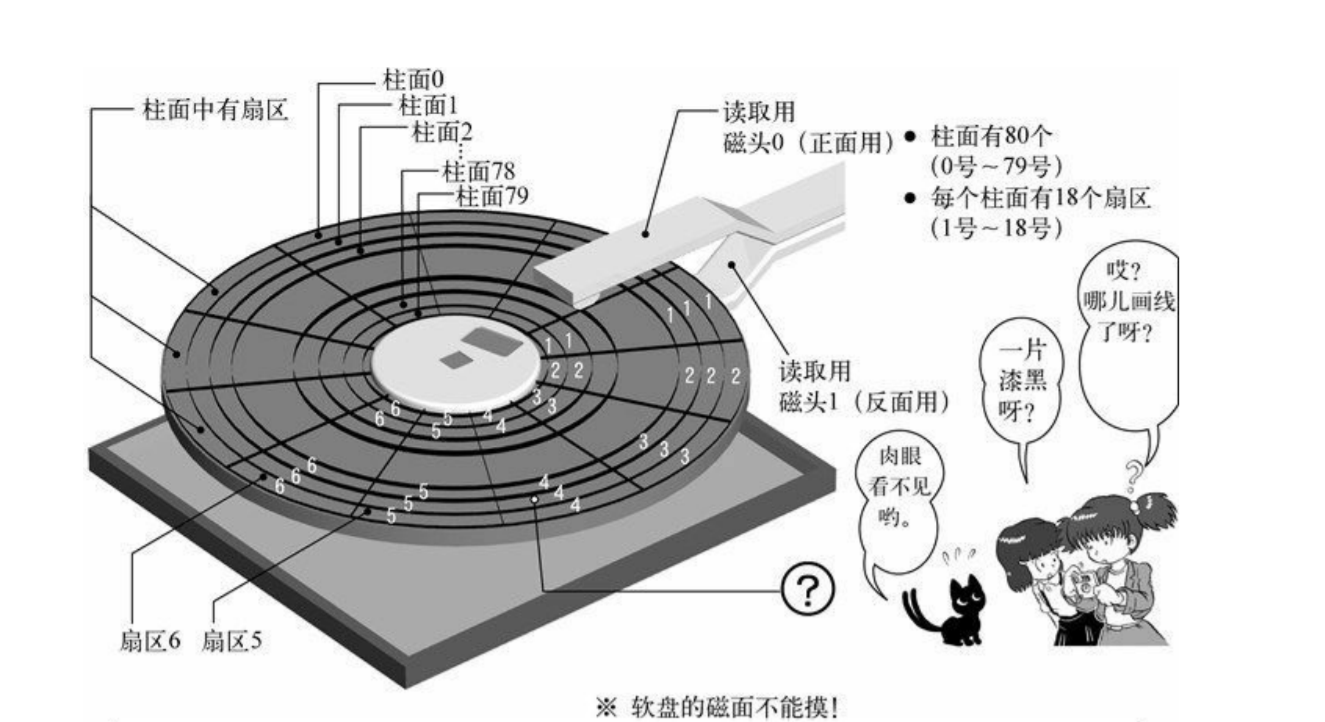 柱面0
柱面中有扇区
柱面1
柱面2
柱面78
柱面79
读取用
磁头0（正面用）
● 柱面有80个
(0号～79号)
● 每个柱面有18个扇区
(1号～18号)
哎?
哪儿画线
了呀?
一片
漆黑
呀?
读取用
磁头1（反面用）
肉眼
看不见
哟。
?
1 1 1
1 1
2 2
2 2 2
3 3
3 3 3
4 4
4 4 4
5 5
5 5 5
6 6
6 6 6
?
扇区6
扇区5
※ 软盘的磁面不能摸!